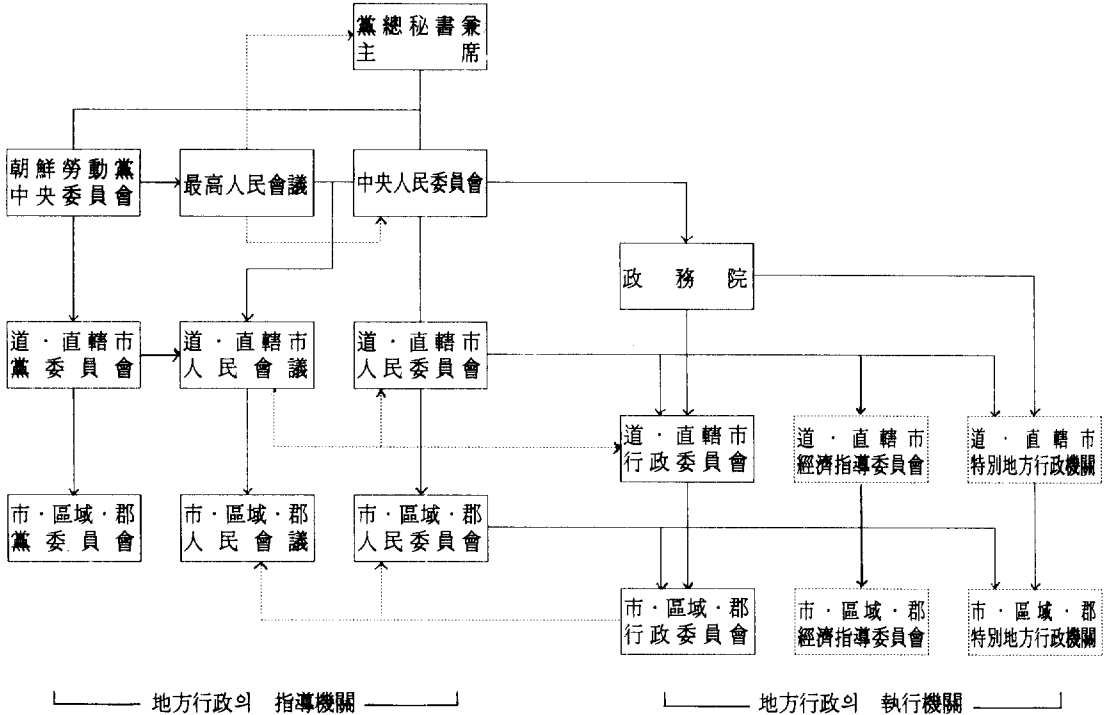 黨總秘書兼
主席
朝鮮勞動黨
中央委員會
最高人民會議
中央人民委員會
政務院
道·直轄市
黨委員會
道·直轄市
人民會議
道·直轄市
人民委員會
道·直轄市
行政委員會
道·直轄市
經濟指導委員會
道·直轄市
特別地方行政機關
市·區域·郡
黨委員會
市·區域·郡
人民會議
市·區域·郡
人民委員會
市·區域·郡
行政委員會
市·區域·郡
經濟指導委員會
市·區域·郡
特別地方行政機關
地方行政의 指導機關
地方行政의 執行機關